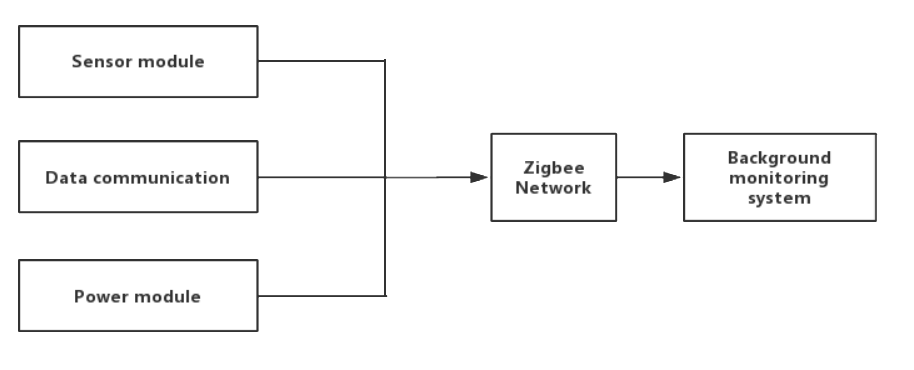 Sensor module
Data communication
Power module
Zigbee
Network
Background
monitoring
system